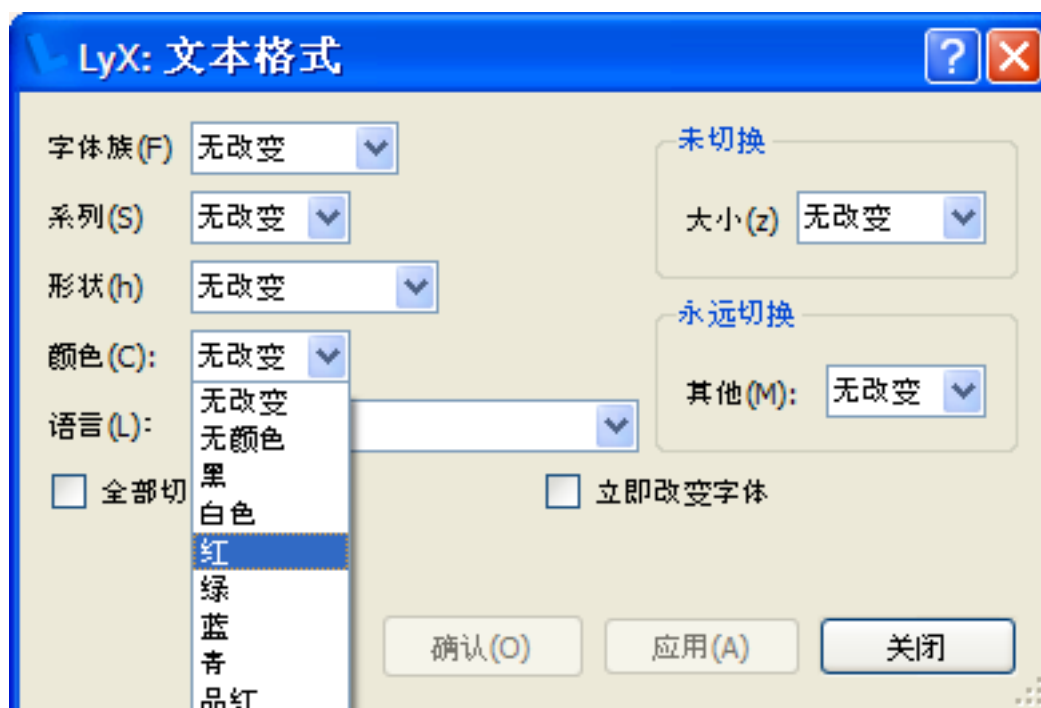 LyX: 文本格式
字体族(F) 无改变
未切换
系列(S) 无改变
大小(z) 无改变
形状(h) 无改变
永远切换
颜色(C): 无改变
其他(M): 无改变
无改变
语言(L):
无颜色
黑
全部切
立即改变字体
白色
红
绿
蓝
青
品红
确认(O) 应用(A) 关闭